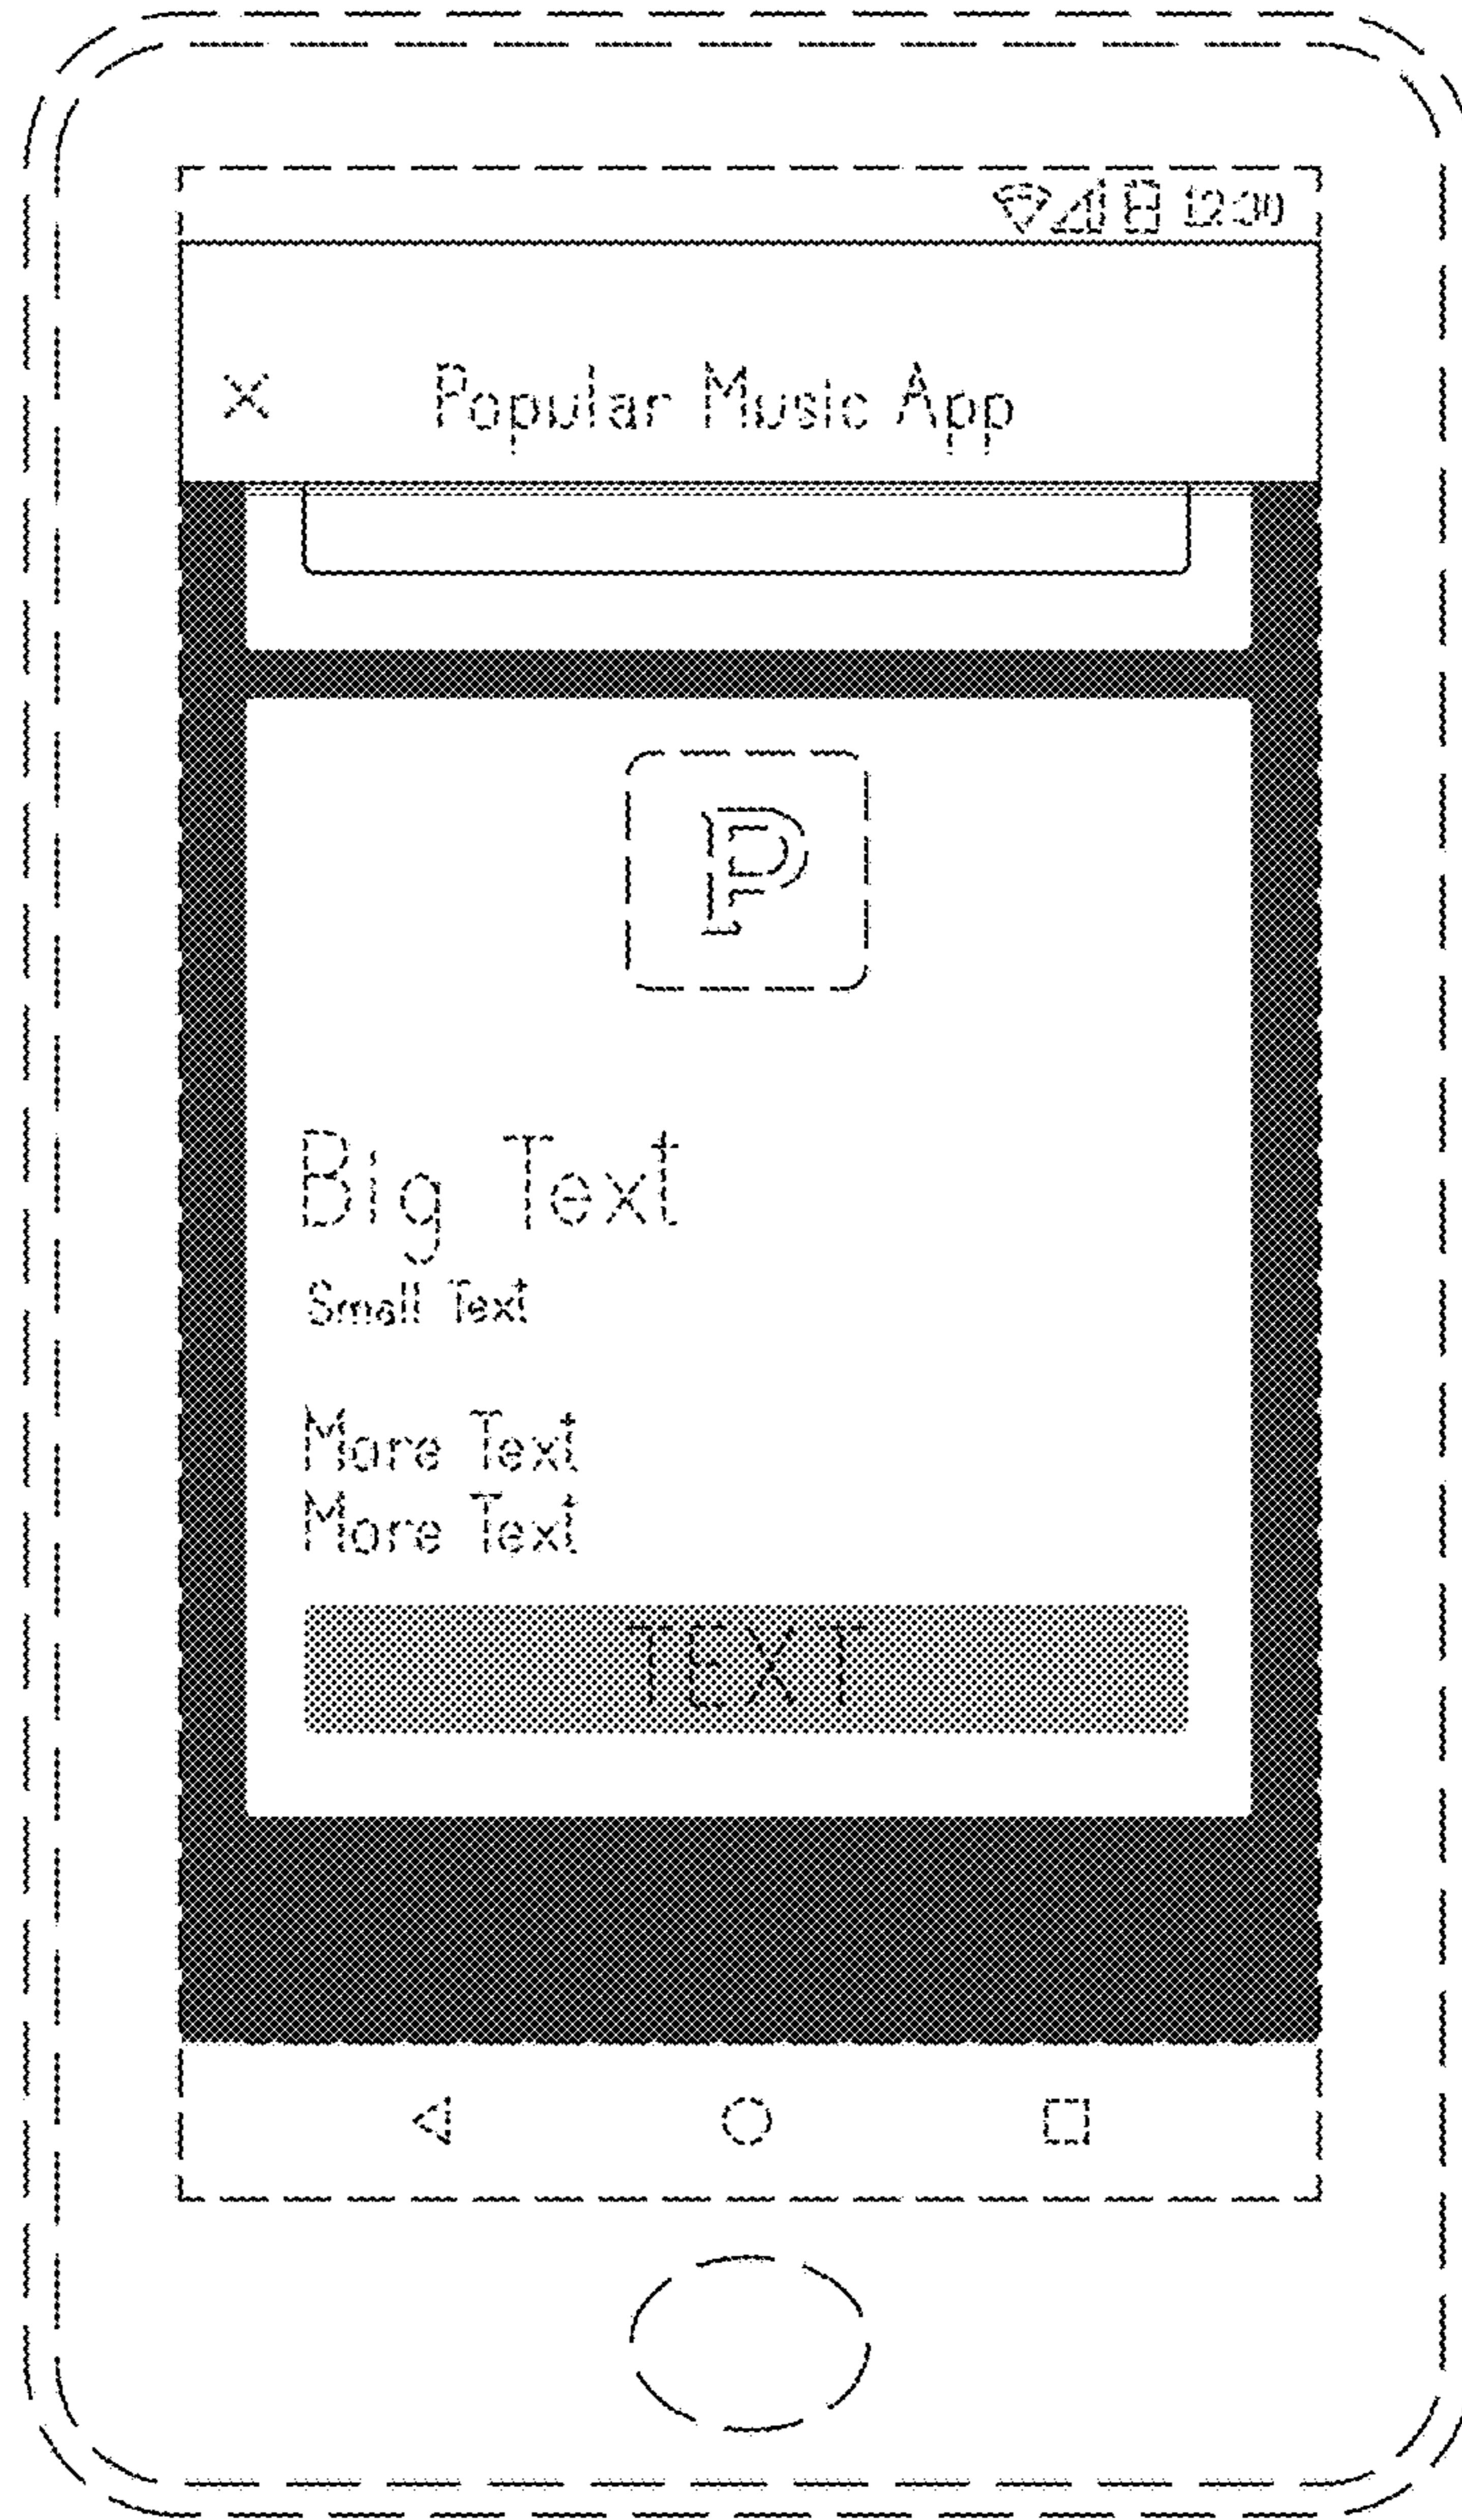 12:30
× Popular Music App
P
Big Text
Small Text
More Text
More Text
TEXT